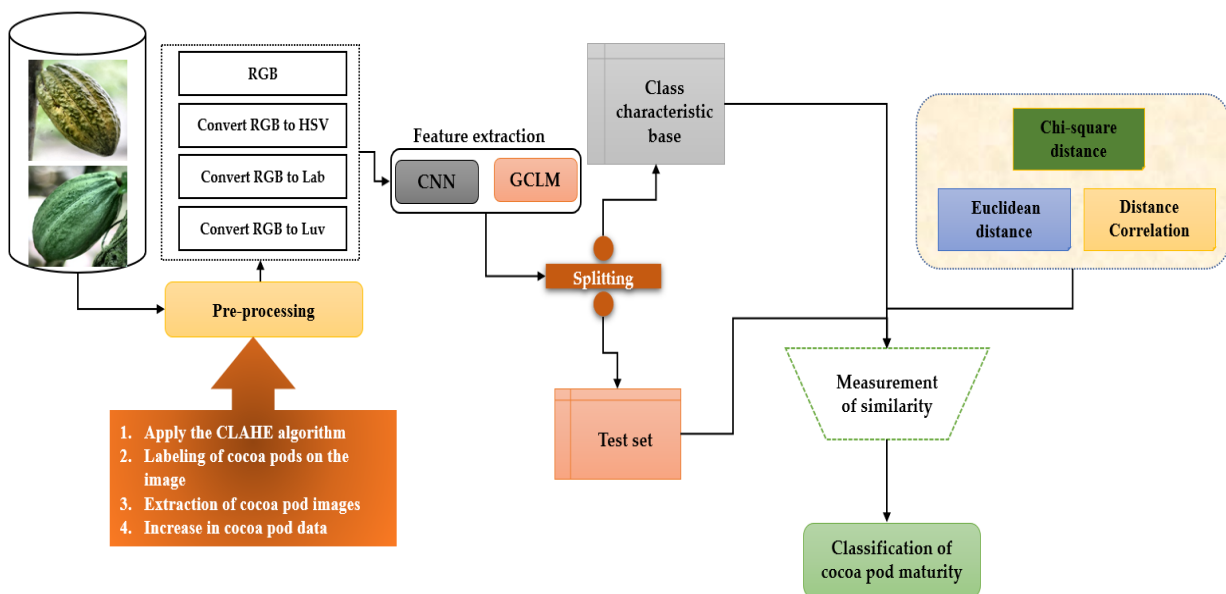 RGB
Convert RGB to HSV
Convert RGB to Lab
Convert RGB to Luv
Pre-processing
1. Apply the CLAHE algorithm
2. Labeling of cocoa pods on the
image
3. Extraction of cocoa pod images
4. Increase in cocoa pod data
Feature extraction
CNN
GCLM
Splitting
Class
characteristic
base
Test set
Chi-square
distance
Euclidean
distance
Distance
Correlation
Measurement
of similarity
Classification of
cocoa pod maturity